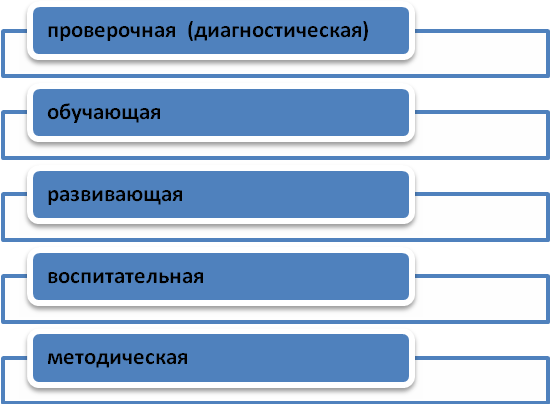 проверочная (диагностическая)
обучающая
развивающая
воспитательная
методическая